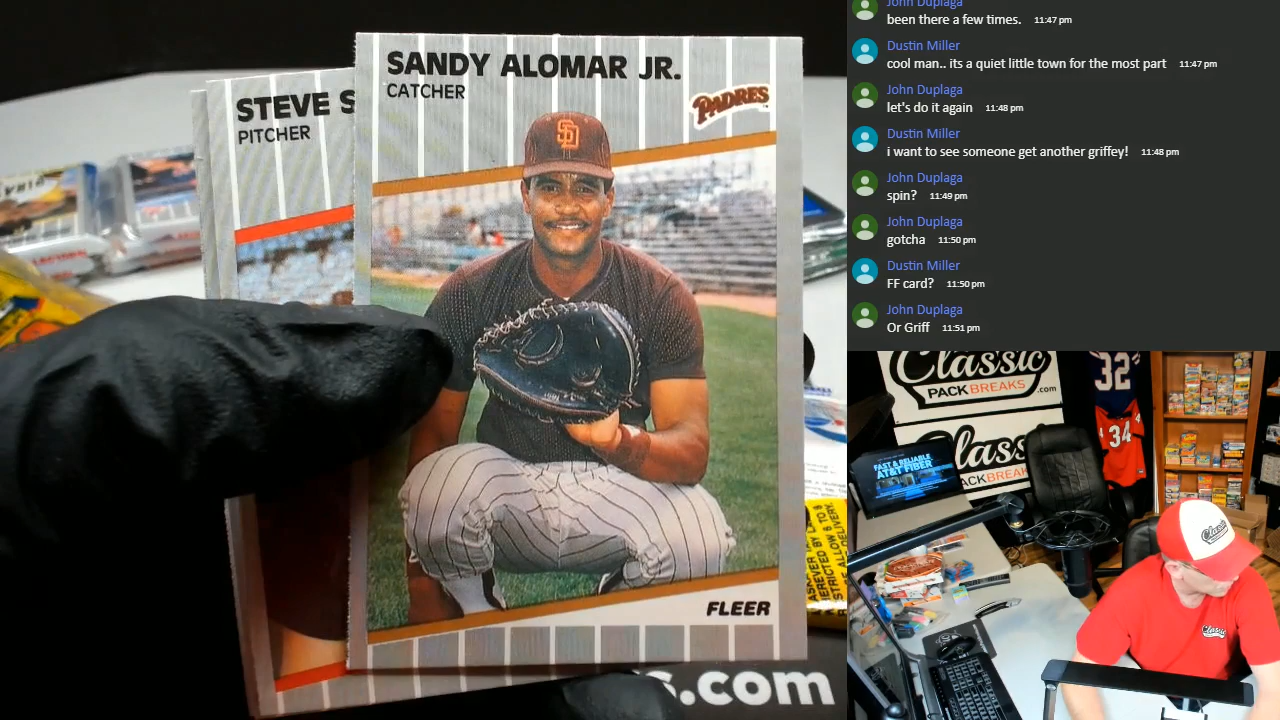 SANDY ALOMAR JR.
CATCHER
PADRES
SD
FLEER
STEVE S
PITCHER
s.com
John Duplaga
been there a few times. 11:47 pm
Dustin Miller
cool man.. its a quiet little town for the most part 11:47 pm
John Duplaga
let's do it again 11:48 pm
Dustin Miller
i want to see someone get another griffey! 11:48 pm
John Duplaga
spin? 11:49 pm
John Duplaga
gotcha 11:50 pm
Dustin Miller
FF card? 11:50 pm
John Duplaga
Or Griff 11:51 pm
Classic
PACK BREAKS.com
Classic
PACK BREAKS
32
34
FAST & RELIABLE
AT&T FIBER
Classic
Classic